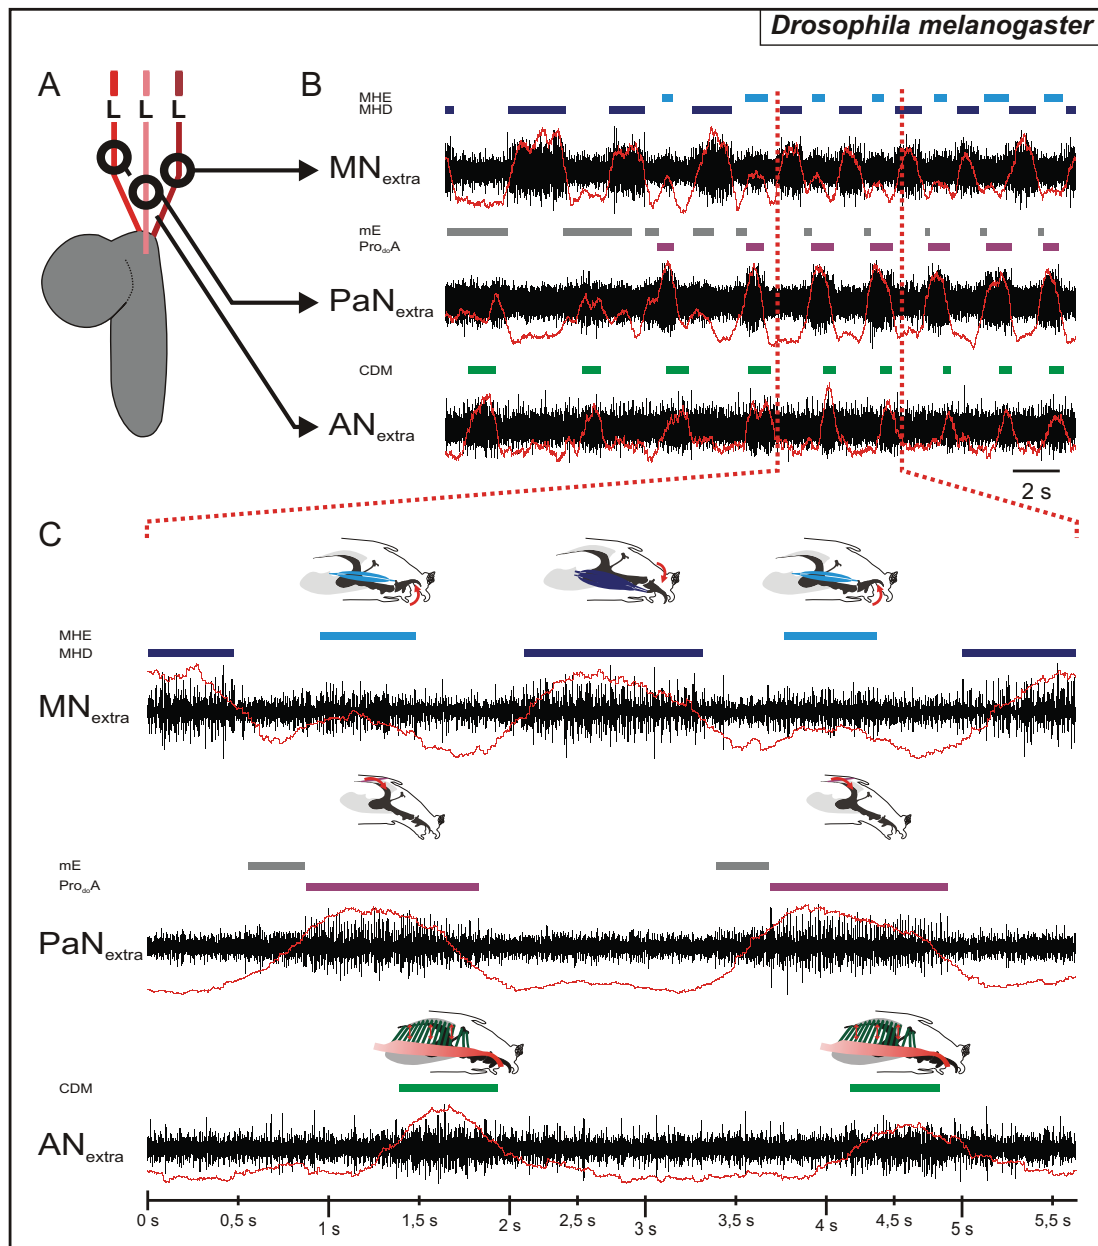 Drosophila melanogaster
A
L L L
B
MHE
MHD
MNextra
mE
ProdoA
PaNextra
CDM
ANextra
2 s
C
MHE
MHD
MNextra
mE
ProdoA
PaNextra
CDM
ANextra
0 s 0,5 s 1 s 1,5 s 2 s 2,5 s 3 s 3,5 s 4 s 4,5 s 5 s 5,5 s